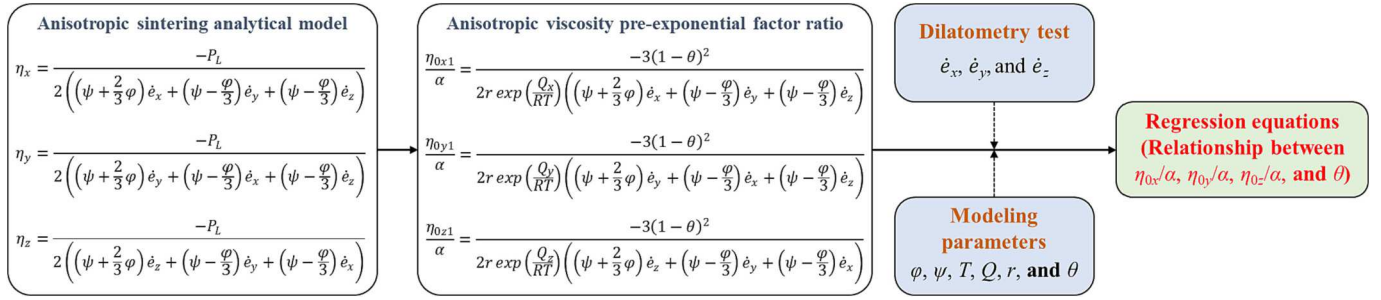 Anisotropic sintering analytical model
η_x = −P_L / 2((ψ + 2/3 φ) ė_x + (ψ − φ/3) ė_y + (ψ − φ/3) ė_z)
η_y = −P_L / 2((ψ + 2/3 φ) ė_y + (ψ − φ/3) ė_x + (ψ − φ/3) ė_z)
η_z = −P_L / 2((ψ + 2/3 φ) ė_z + (ψ − φ/3) ė_y + (ψ − φ/3) ė_x)
Anisotropic viscosity pre-exponential factor ratio
η_0x1 / α = −3(1 − θ)² / 2r exp(Q_x/RT)((ψ + 2/3 φ) ė_x + (ψ − φ/3) ė_y + (ψ − φ/3) ė_z)
η_0y1 / α = −3(1 − θ)² / 2r exp(Q_y/RT)((ψ + 2/3 φ) ė_y + (ψ − φ/3) ė_x + (ψ − φ/3) ė_z)
η_0z1 / α = −3(1 − θ)² / 2r exp(Q_z/RT)((ψ + 2/3 φ) ė_z + (ψ − φ/3) ė_y + (ψ − φ/3) ė_x)
Dilatometry test
ė_x, ė_y, and ė_z
Modeling
parameters
φ, ψ, T, Q, r, and θ
Regression equations
(Relationship between
η_0x/α, η_0y/α, η_0z/α, and θ)